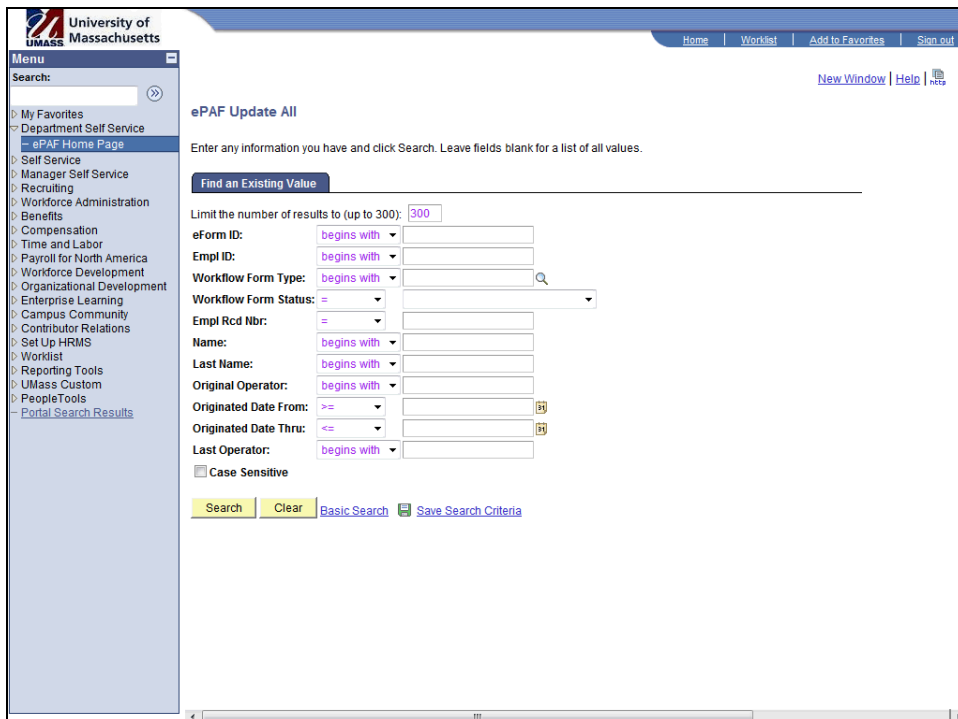 University of
UMASS Massachusetts
Home Worklist Add to Favorites Sign out
Menu
Search:
My Favorites
Department Self Service
ePAF Home Page
Self Service
Manager Self Service
Recruiting
Workforce Administration
Benefits
Compensation
Time and Labor
Payroll for North America
Workforce Development
Organizational Development
Enterprise Learning
Campus Community
Contributor Relations
Set Up HRMS
Worklist
Reporting Tools
UMass Custom
PeopleTools
Portal Search Results
New Window | Help | http
ePAF Update All
Enter any information you have and click Search. Leave fields blank for a list of all values.
Find an Existing Value
Limit the number of results to (up to 300): 300
eForm ID: begins with
Empl ID: begins with
Workflow Form Type: begins with
Workflow Form Status: =
Empl Rcd Nbr: =
Name: begins with
Last Name: begins with
Original Operator: begins with
Originated Date From: >= 31
Originated Date Thru: <= 31
Last Operator: begins with
Case Sensitive
Search Clear Basic Search Save Search Criteria